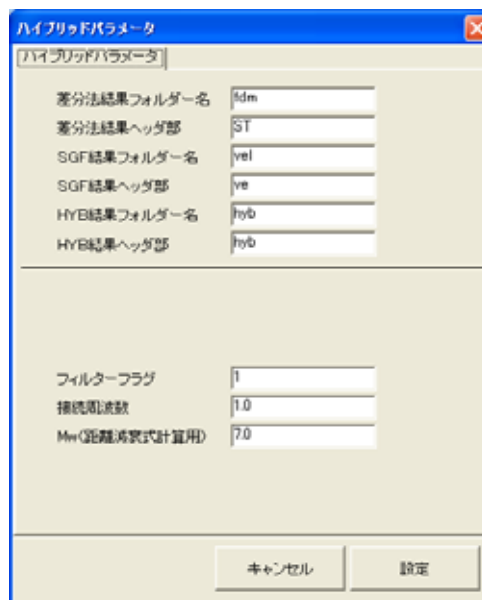 ハイブリッドパラメータ
ハイブリッドパラメータ
差分法結果フォルダー名 fdm
差分法結果ヘッダ部 ST
SGF結果フォルダー名 vel
SGF結果ヘッダ部 ve
HYB結果フォルダー名 hyb
HYB結果ヘッダ部 hyb
フィルターフラグ 1
接続周波数 1.0
Mw(距離減衰式計算用) 7.0
キャンセル 設定